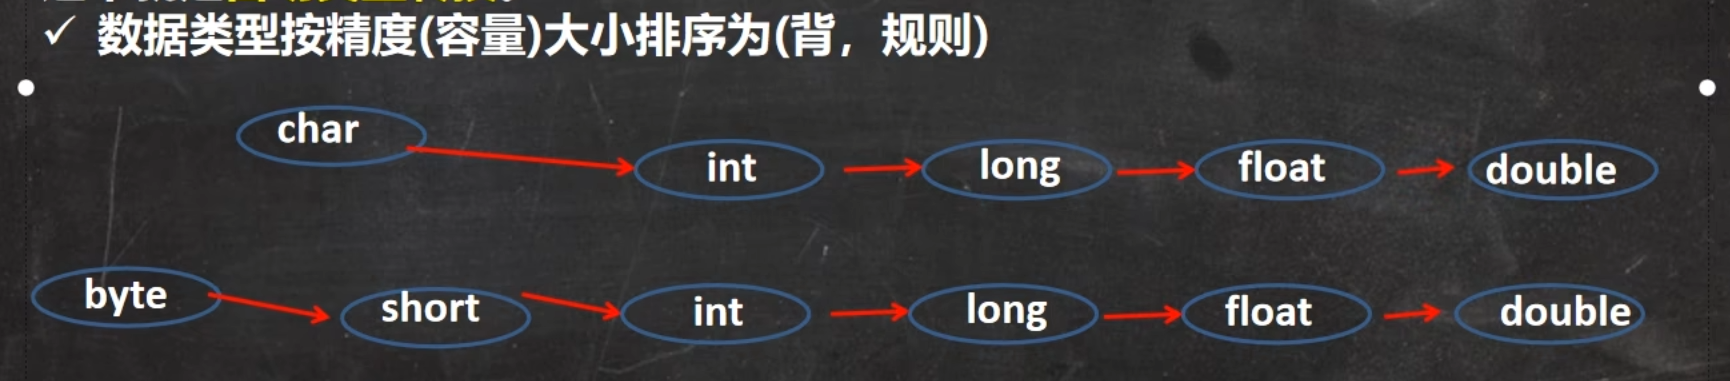 ✓ 数据类型按精度(容量)大小排序为(背，规则)
char
int long float double
byte short int long float double